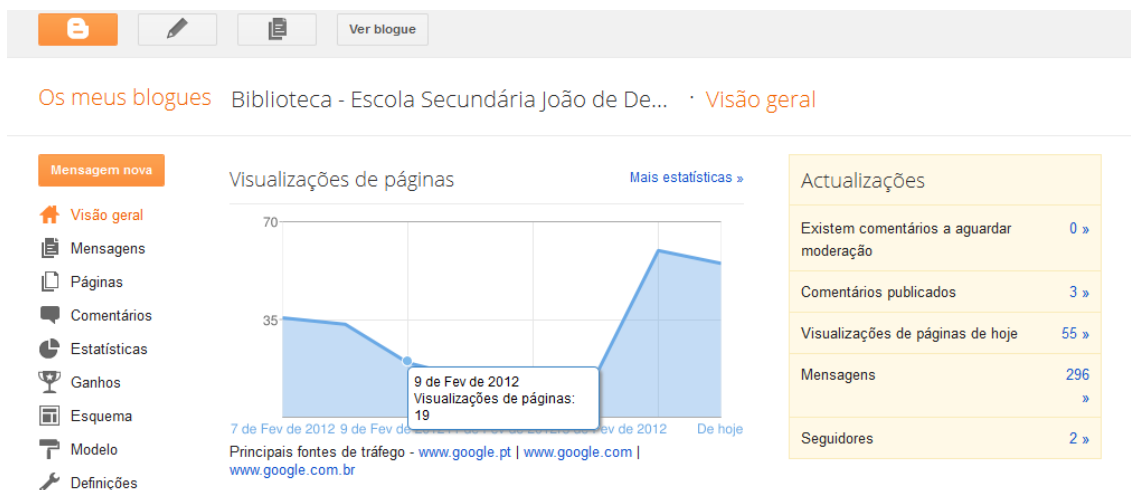 Ver blogue
Os meus blogues Biblioteca - Escola Secundária João de De... · Visão geral
Mensagem nova
Visão geral
Mensagens
Páginas
Comentários
Estatísticas
Ganhos
Esquema
Modelo
Definições
Visualizações de páginas
Mais estatísticas »
70
35
9 de Fev de 2012
Visualizações de páginas:
19
7 de Fev de 2012 9 de Fev de 2012 de Fev de 2012 De hoje
Principais fontes de tráfego - www.google.pt | www.google.com |
www.google.com.br
Actualizações
Existem comentários a aguardar 0 »
moderação
Comentários publicados 3 »
Visualizações de páginas de hoje 55 »
Mensagens 296
»
Seguidores 2 »